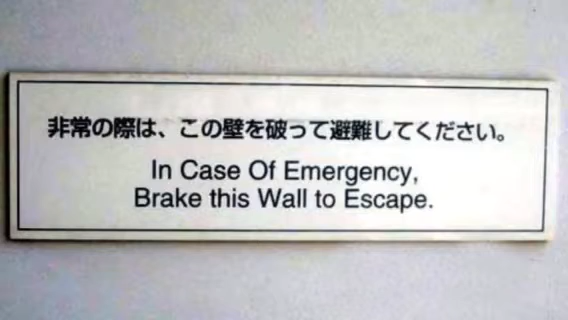 非常の際は、この壁を破って避難してください。
In Case Of Emergency,
Brake this Wall to Escape.